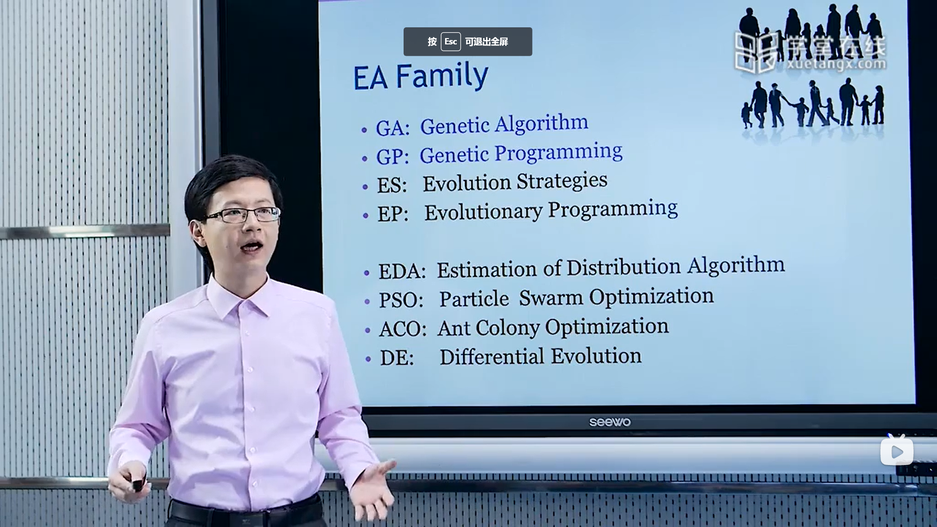 按 Esc 可退出全屏
学堂在线
xuetangx.com
EA Family
• GA: Genetic Algorithm
• GP: Genetic Programming
• ES: Evolution Strategies
• EP: Evolutionary Programming
• EDA: Estimation of Distribution Algorithm
• PSO: Particle Swarm Optimization
• ACO: Ant Colony Optimization
• DE: Differential Evolution
seewo